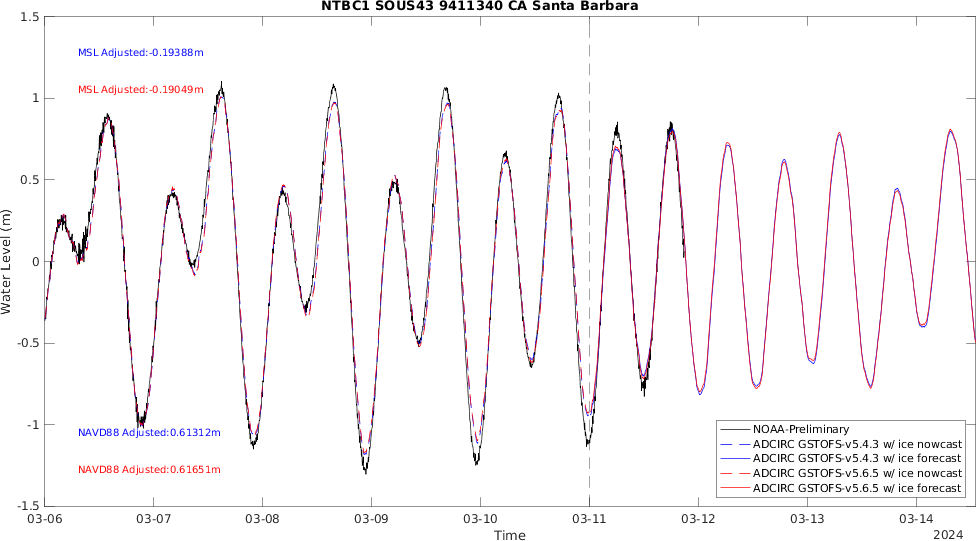 NTBC1 SOUS43 9411340 CA Santa Barbara
1.5
1
0.5
0
-0.5
-1
-1.5
Water Level (m)
MSL Adjusted:-0.19388m
MSL Adjusted:-0.19049m
NAVD88 Adjusted:0.61312m
NAVD88 Adjusted:0.61651m
NOAA-Preliminary
ADCIRC GSTOFS-v5.4.3 w/ ice nowcast
ADCIRC GSTOFS-v5.4.3 w/ ice forecast
ADCIRC GSTOFS-v5.6.5 w/ ice nowcast
ADCIRC GSTOFS-v5.6.5 w/ ice forecast
03-06 03-07 03-08 03-09 03-10 03-11 03-12 03-13 03-14
Time
2024